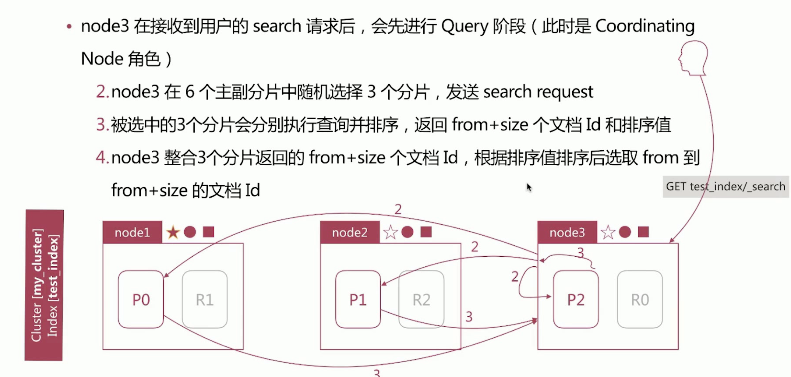 • node3 在接收到用户的 search 请求后，会先进行 Query 阶段（此时是 Coordinating
Node 角色）
2.node3 在 6 个主副分片中随机选择 3 个分片，发送 search request
3.被选中的3个分片会分别执行查询并排序，返回 from+size 个文档 Id 和排序值
4.node3 整合3个分片返回的 from+size 个文档 Id，根据排序值排序后选取 from 到
from+size 的文档 Id
GET test_index/_search
Cluster [my_cluster]
Index [test_index]
node1
node2
node3
2
2
3
2
P0
R1
P1
R2
P2
R0
3
3